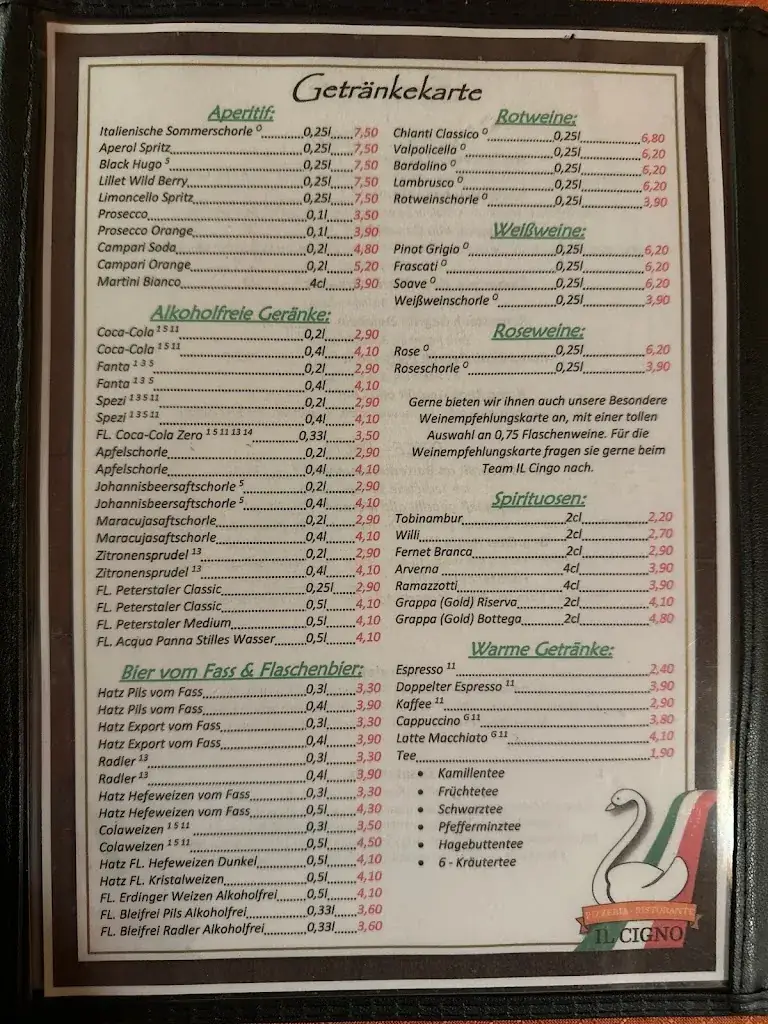 Getränkekarte
Aperitif:
Italienische Sommerschorle ᴼ 0,25l 7,50
Aperol Spritz 0,25l 7,50
Black Hugo ⁵ 0,25l 7,50
Lillet Wild Berry 0,25l 7,50
Limoncello Spritz 0,25l 7,50
Prosecco 0,1l 3,50
Prosecco Orange 0,1l 3,90
Campari Soda 0,2l 4,80
Campari Orange 0,2l 5,20
Martini Bianco 4cl 3,90
Alkoholfreie Geränke:
Coca-Cola ¹ ⁵ ¹¹ 0,2l 2,90
Coca-Cola ¹ ⁵ ¹¹ 0,4l 4,10
Fanta ¹ ³ ⁵ 0,2l 2,90
Fanta ¹ ³ ⁵ 0,4l 4,10
Spezi ¹ ³ ⁵ ¹¹ 0,2l 2,90
Spezi ¹ ³ ⁵ ¹¹ 0,4l 4,10
FL. Coca-Cola Zero ¹ ⁵ ¹¹ ¹³ ¹⁴ 0,33l 3,50
Apfelschorle 0,2l 2,90
Apfelschorle 0,4l 4,10
Johannisbeersaftschorle ⁵ 0,2l 2,90
Johannisbeersaftschorle ⁵ 0,4l 4,10
Maracujasaftschorle 0,2l 2,90
Maracujasaftschorle 0,4l 4,10
Zitronensprudel ¹³ 0,2l 2,90
Zitronensprudel ¹³ 0,4l 4,10
FL. Peterstaler Classic 0,25l 2,90
FL. Peterstaler Classic 0,5l 4,10
FL. Peterstaler Medium 0,5l 4,10
FL. Acqua Panna Stilles Wasser 0,5l 4,10
Bier vom Fass & Flaschenbier:
Hatz Pils vom Fass 0,3l 3,30
Hatz Pils vom Fass 0,4l 3,90
Hatz Export vom Fass 0,3l 3,30
Hatz Export vom Fass 0,4l 3,90
Radler ¹³ 0,3l 3,30
Radler ¹³ 0,4l 3,90
Hatz Hefeweizen vom Fass 0,3l 3,30
Hatz Hefeweizen vom Fass 0,5l 4,30
Colaweizen ¹ ⁵ ¹¹ 0,3l 3,50
Colaweizen ¹ ⁵ ¹¹ 0,5l 4,50
Hatz FL. Hefeweizen Dunkel 0,5l 4,10
Hatz FL. Kristalweizen 0,5l 4,10
FL. Erdinger Weizen Alkoholfrei 0,5l 4,10
FL. Bleifrei Pils Alkoholfrei 0,33l 3,60
FL. Bleifrei Radler Alkoholfrei 0,33l 3,60
Rotweine:
Chianti Classico ᴼ 0,25l 6,80
Valpolicella ᴼ 0,25l 6,20
Bardolino ᴼ 0,25l 6,20
Lambrusco ᴼ 0,25l 6,20
Rotweinschorle ᴼ 0,25l 3,90
Weißweine:
Pinot Grigio ᴼ 0,25l 6,20
Frascati ᴼ 0,25l 6,20
Soave ᴼ 0,25l 6,20
Weißweinschorle ᴼ 0,25l 3,90
Roseweine:
Rose ᴼ 0,25l 6,20
Roseschorle ᴼ 0,25l 3,90
Gerne bieten wir ihnen auch unsere Besondere
Weinempfehlungskarte an, mit einer tollen
Auswahl an 0,75 Flaschenweine. Für die
Weinempfehlungskarte fragen sie gerne beim
Team IL Cingo nach.
Spirituosen:
Tobinambur 2cl 2,20
Willi 2cl 2,70
Fernet Branca 2cl 2,90
Arverna 4cl 3,90
Ramazzotti 4cl 3,90
Grappa (Gold) Riserva 2cl 4,10
Grappa (Gold) Bottega 2cl 4,80
Warme Getränke:
Espresso ¹¹ 2,40
Doppelter Espresso ¹¹ 3,90
Kaffee ¹¹ 2,90
Cappuccino ᴳ ¹¹ 3,80
Latte Macchiato ᴳ ¹¹ 4,10
Tee 1,90
• Kamillentee
• Früchtetee
• Schwarztee
• Pfefferminztee
• Hagebuttentee
• 6 - Kräutertee
PIZZERIA - RISTORANTE
IL CIGNO